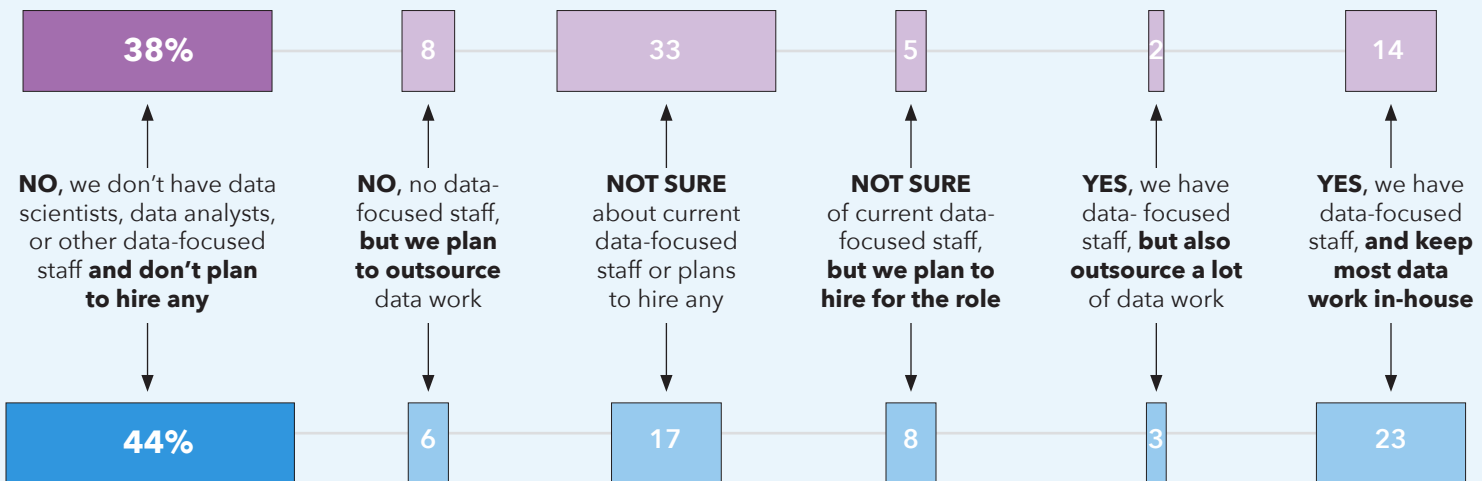 38%
8
33
5
2
14
NO, we don't have data
scientists, data analysts,
or other data-focused
staff and don't plan
to hire any
NO, no data-
focused staff,
but we plan
to outsource
data work
NOT SURE
about current
data-focused
staff or plans
to hire any
NOT SURE
of current data-
focused staff,
but we plan to
hire for the role
YES, we have
data- focused
staff, but also
outsource a lot
of data work
YES, we have
data-focused
staff, and keep
most data
work in-house
44%
6
17
8
3
23